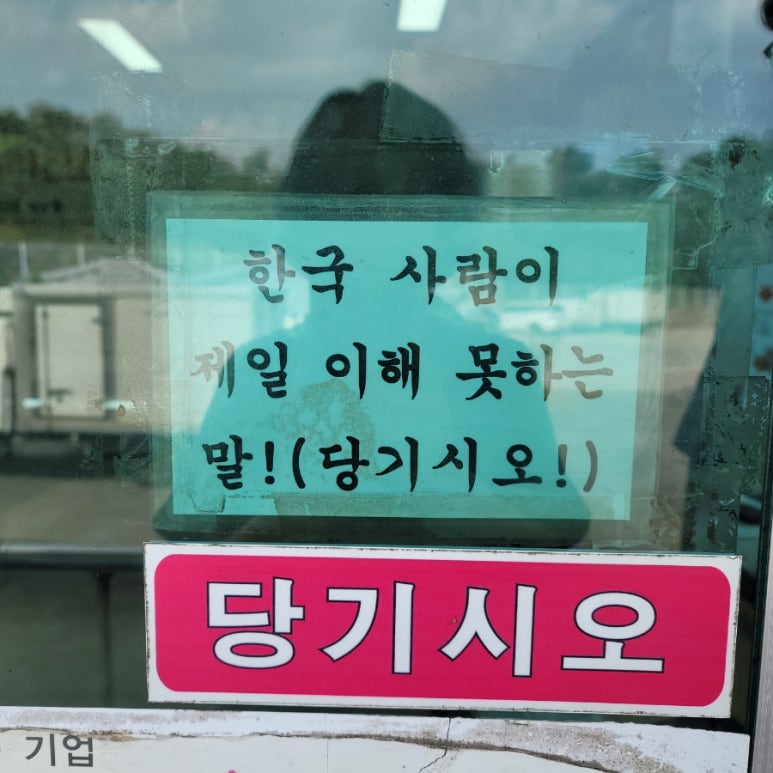 한국 사람이
제일 이해 못하는
말!(당기시오!)
당기시오
기업